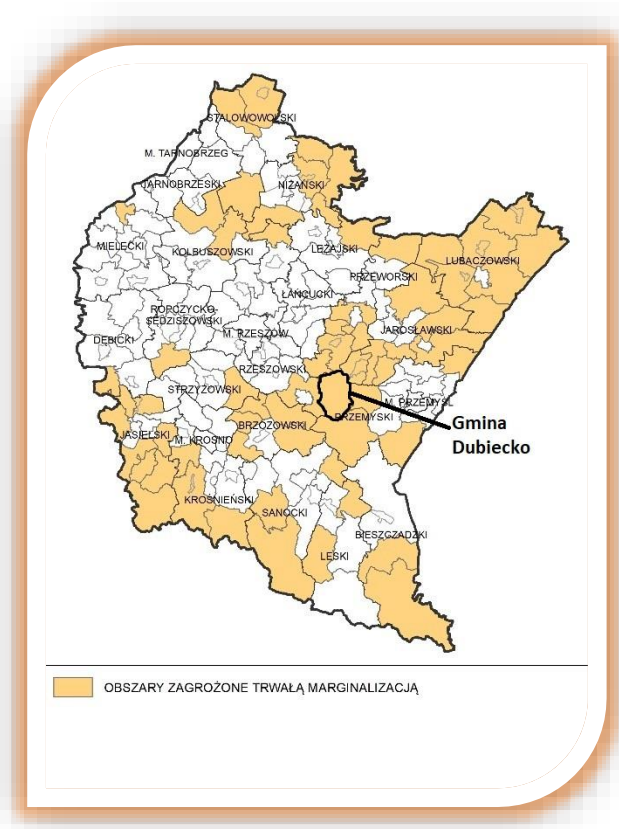 STALOWOWOLSKI
M. TARNOBRZEG
TARNOBRZESKI
NIŻAŃSKI
MIELECKI
KOLBUSZOWSKI
LEŻAJSKI
LUBACZOWSKI
PRZEWORSKI
ŁAŃCUCKI
ROPCZYCKO-
SĘDZISZOWSKI
M. RZESZÓW
JAROSŁAWSKI
DĘBICKI
RZESZOWSKI
STRZYŻOWSKI
M. PRZEMYŚL
PRZEMYSKI
Gmina
Dubiecko
BRZOZOWSKI
JASIELSKI
M. KROSNO
KROŚNIEŃSKI
SANOCKI
BIESZCZADZKI
LESKI
OBSZARY ZAGROŻONE TRWAŁĄ MARGINALIZACJĄ